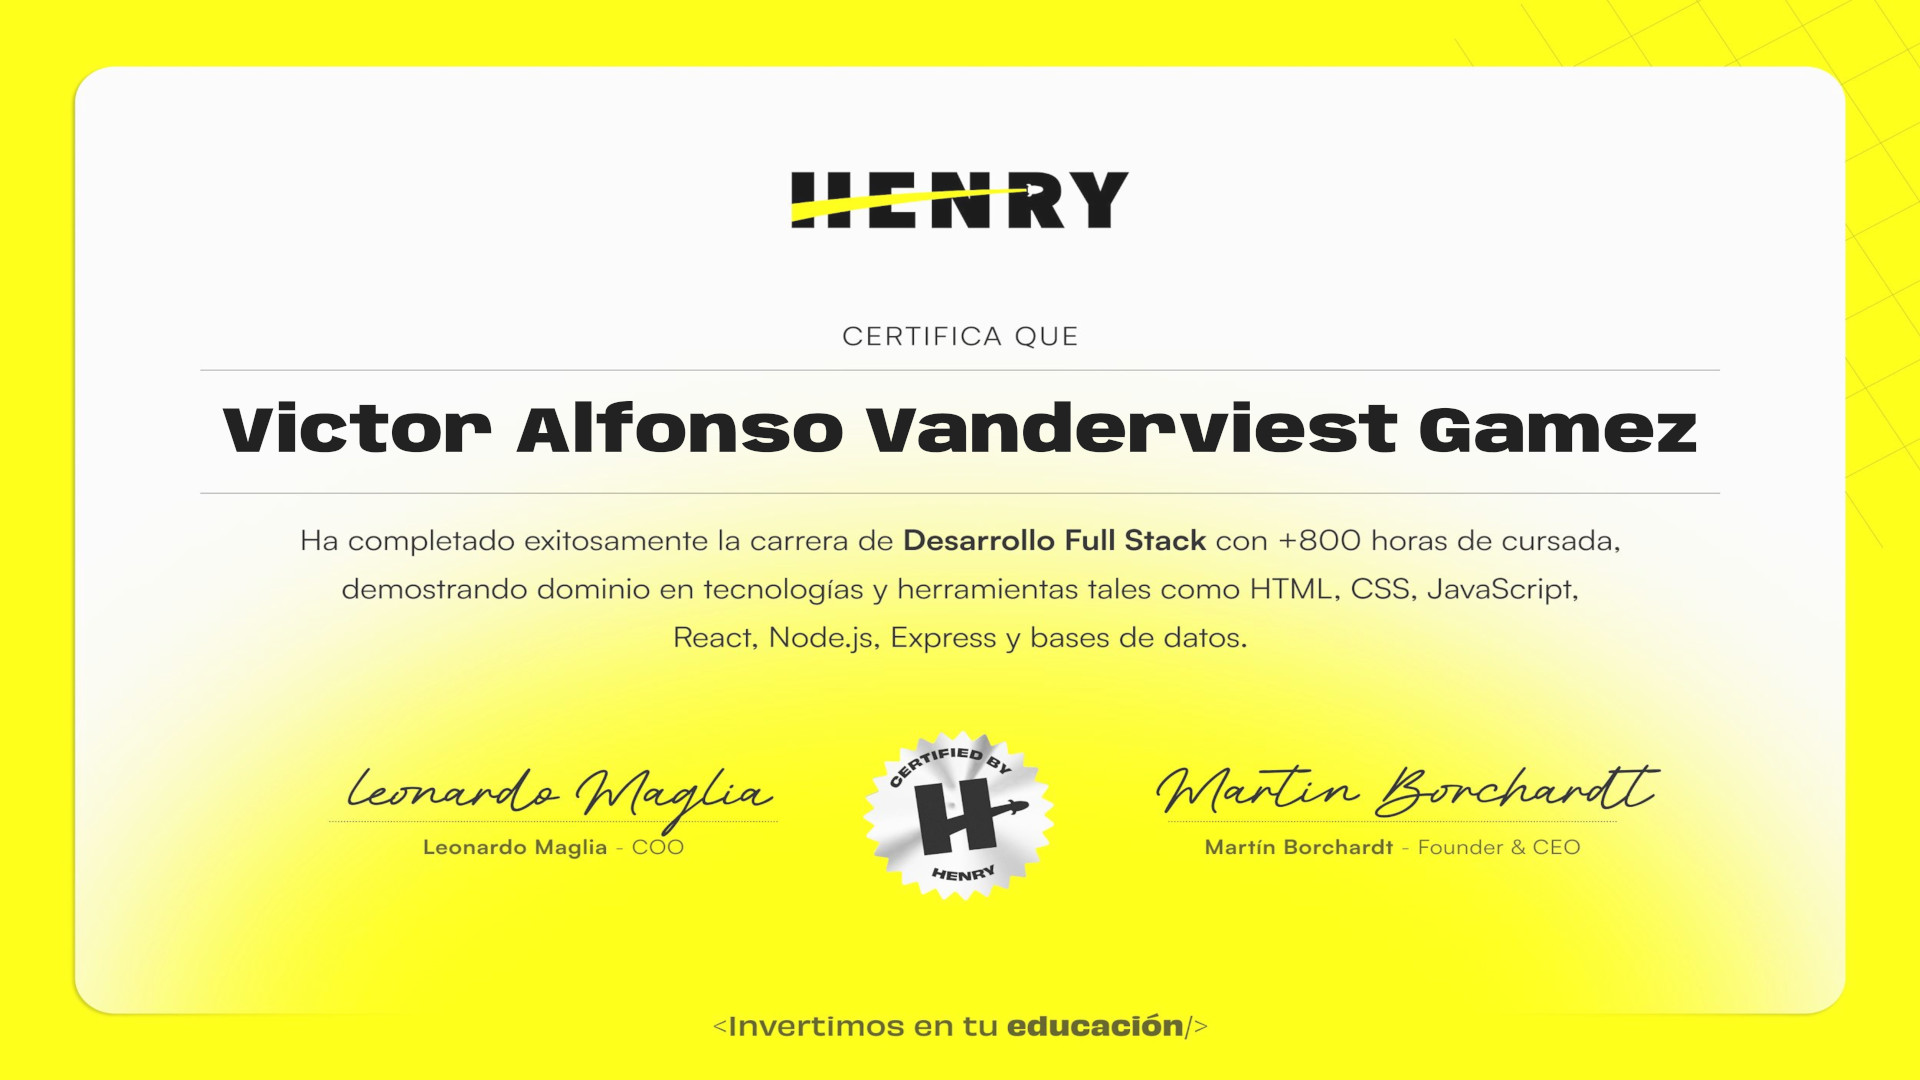 HENRY
CERTIFICA QUE
Victor Alfonso Vanderviest Gamez
Ha completado exitosamente la carrera de Desarrollo Full Stack con +800 horas de cursada,
demostrando dominio en tecnologías y herramientas tales como HTML, CSS, JavaScript,
React, Node.js, Express y bases de datos.
Leonardo Maglia
Leonardo Maglia - COO
CERTIFIED BY
H
HENRY
Martin Borchardt
Martín Borchardt - Founder & CEO
<Invertimos en tu educación/>